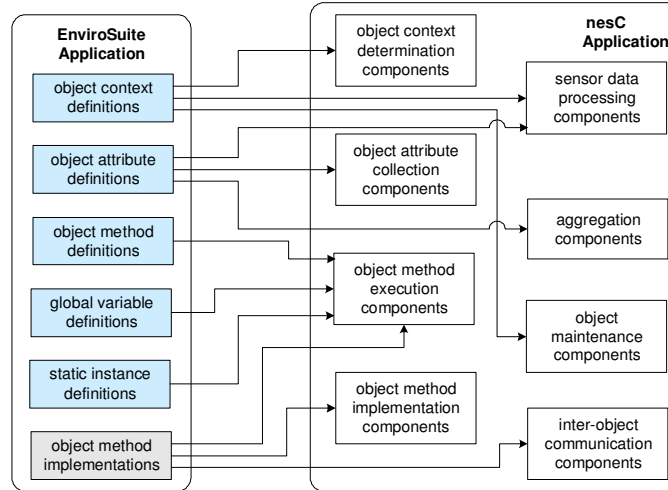 EnviroSuite
Application
object context
definitions
object attribute
definitions
object method
definitions
global variable
definitions
static instance
definitions
object method
implementations
nesC
Application
object context
determination
components
sensor data
processing
components
object attribute
collection
components
aggregation
components
object method
execution
components
object
maintenance
components
object method
implementation
components
inter-object
communication
components